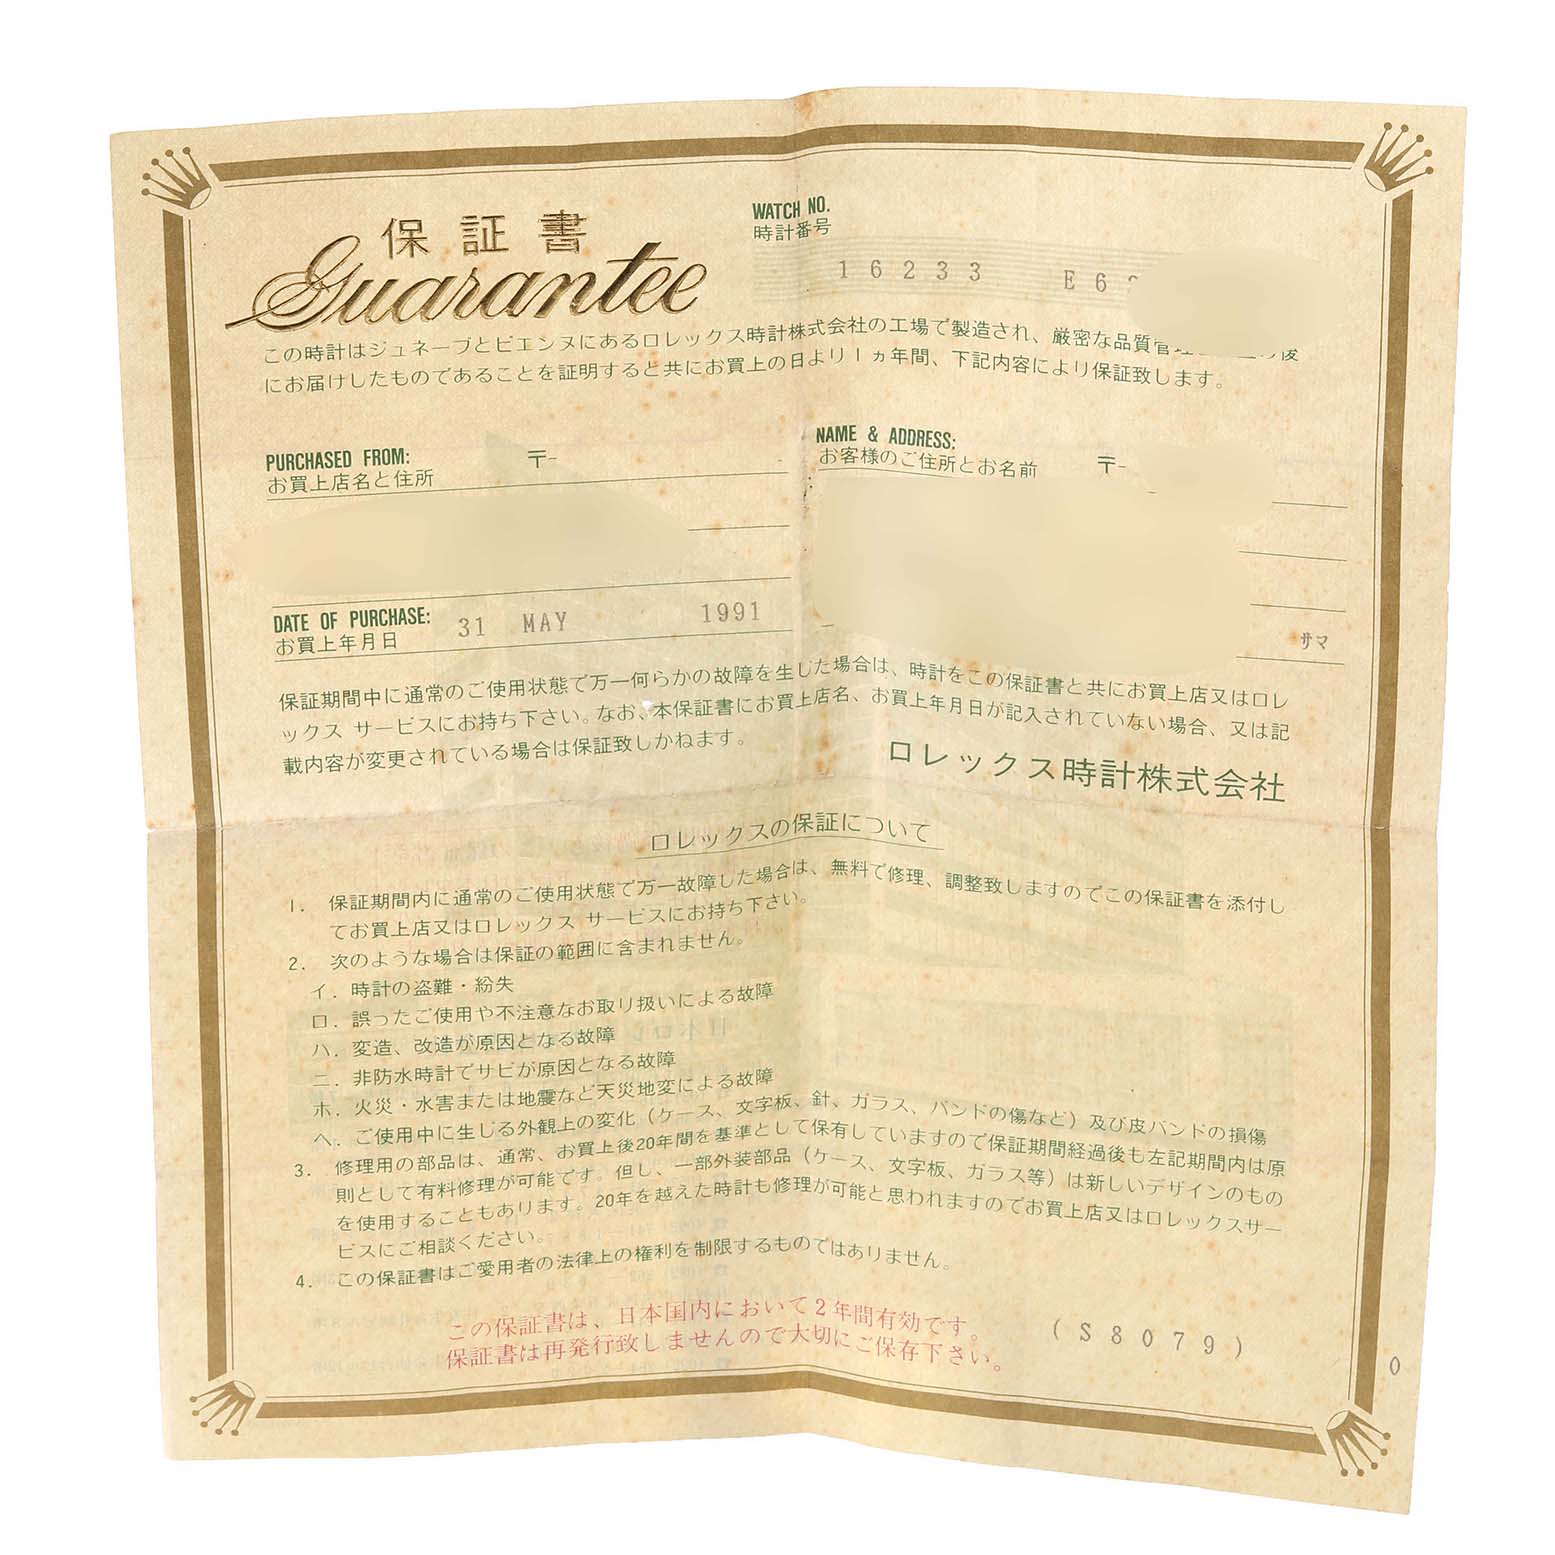 保証書
Guarantee
WATCH NO.
時計番号
16233 E6
この時計はジュネーブとビエンヌにあるロレックス時計株式会社の工場で製造され、厳密な品質管理 の後
にお届けしたものであることを証明すると共にお買上の日より1ヵ年間、下記内容により保証致します。
PURCHASED FROM:
お買上店名と住所 〒-
NAME & ADDRESS:
お客様のご住所とお名前 〒-
DATE OF PURCHASE:
お買上年月日 31 MAY 1991
サマ
保証期間中に通常のご使用状態で万一何らかの故障を生じた場合は、時計をこの保証書と共にお買上店又はロレ
ックス サービスにお持ち下さい。なお、本保証書にお買上店名、お買上年月日が記入されていない場合、又は記
載内容が変更されている場合は保証致しかねます。
ロレックス時計株式会社
ロレックスの保証について
1. 保証期間内に通常のご使用状態で万一故障した場合は、無料で修理、調整致しますのでこの保証書を添付し
てお買上店又はロレックス サービスにお持ち下さい。
2. 次のような場合は保証の範囲に含まれません。
イ. 時計の盗難・紛失
ロ. 誤ったご使用や不注意なお取り扱いによる故障
ハ. 変造、改造が原因となる故障
ニ. 非防水時計でサビが原因となる故障
ホ. 火災・水害または地震など天災地変による故障
ヘ. ご使用中に生じる外観上の変化（ケース、文字板、針、ガラス、バンドの傷など）及び皮バンドの損傷
3. 修理用の部品は、通常、お買上後20年間を基準として保有していますので保証期間経過後も左記期間内は原
則として有料修理が可能です。但し、一部外装部品（ケース、文字板、ガラス等）は新しいデザインのもの
を使用することもあります。20年を越えた時計も修理が可能と思われますのでお買上店又はロレックスサー
ビスにご相談ください。
4. この保証書はご愛用者の法律上の権利を制限するものではありません。
この保証書は、日本国内において2年間有効です。
保証書は再発行致しませんので大切にご保存下さい。
(S8079)
0